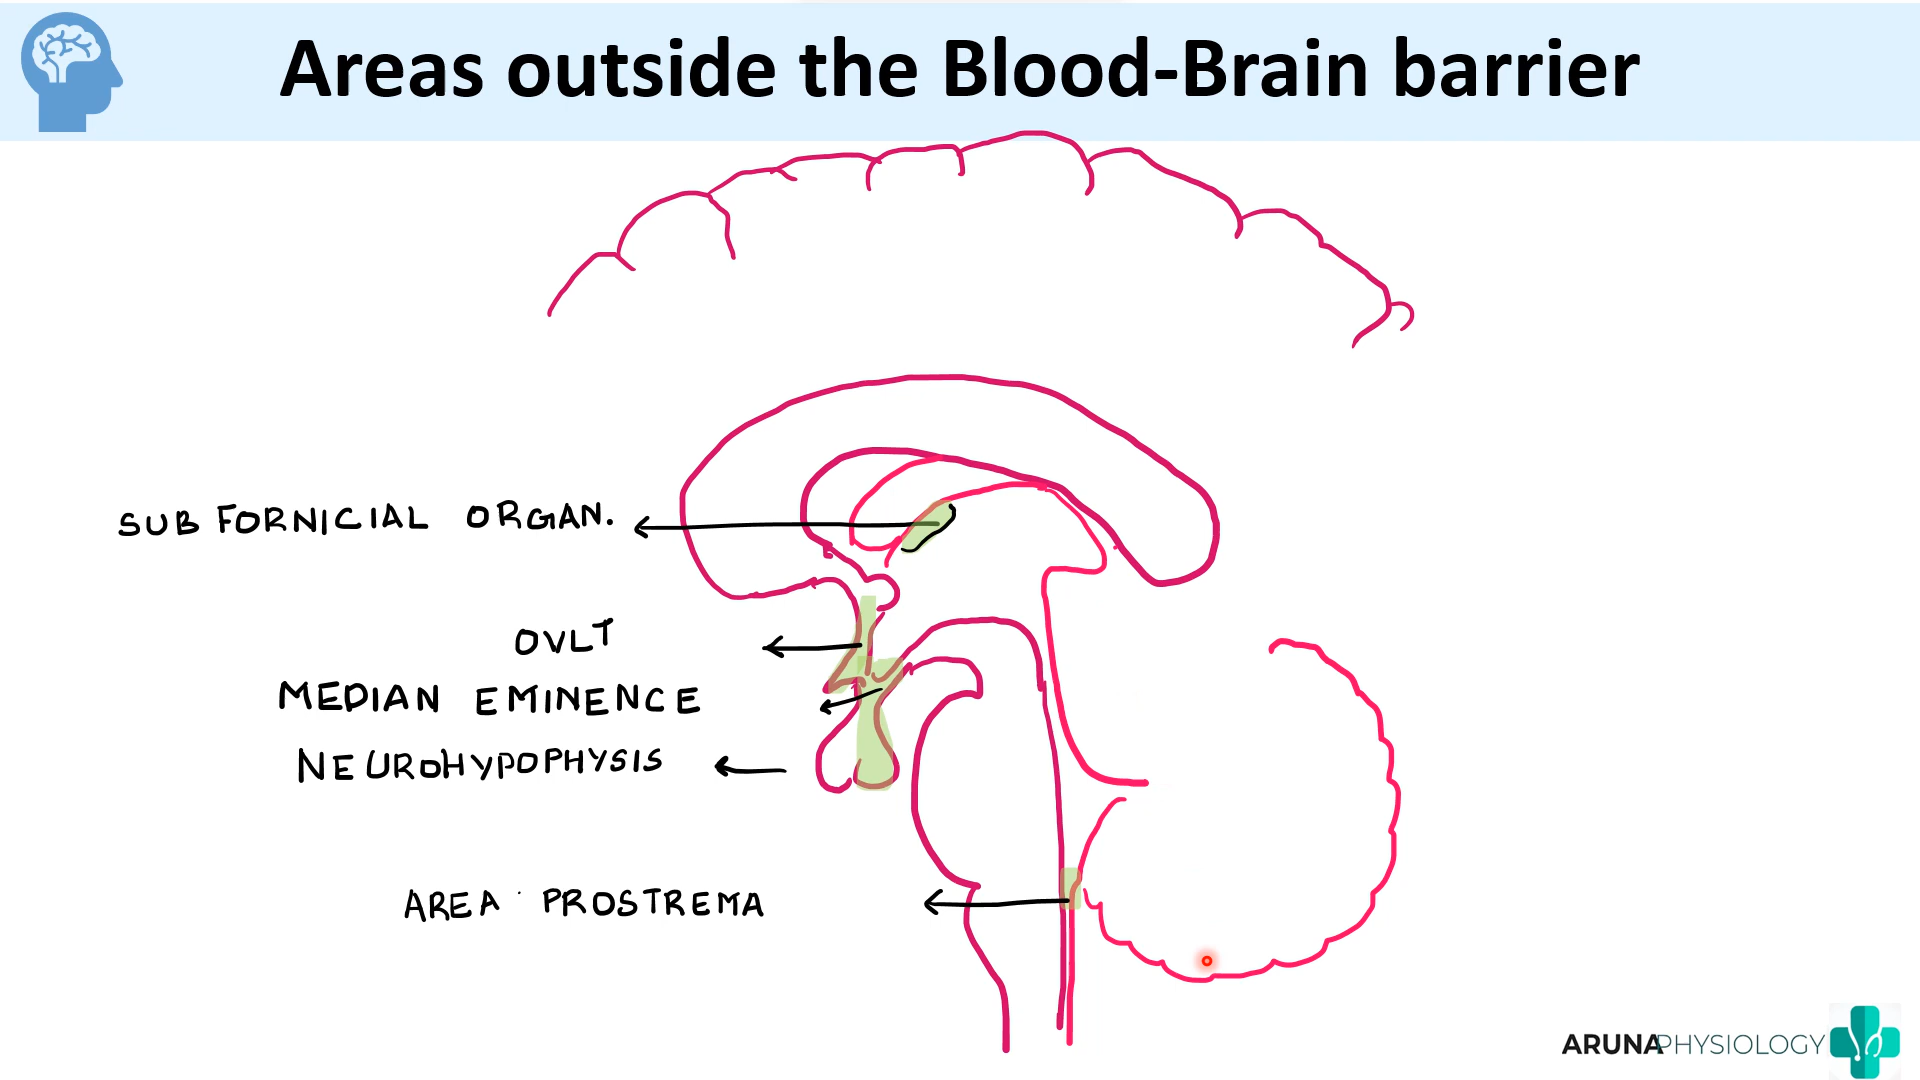 Areas outside the Blood-Brain barrier
SUB FORNICIAL ORGAN.
OVLT
MEDIAN EMINENCE
NEUROHYPOPHYSIS
AREA PROSTREMA
ARUNAPHYSIOLOGY